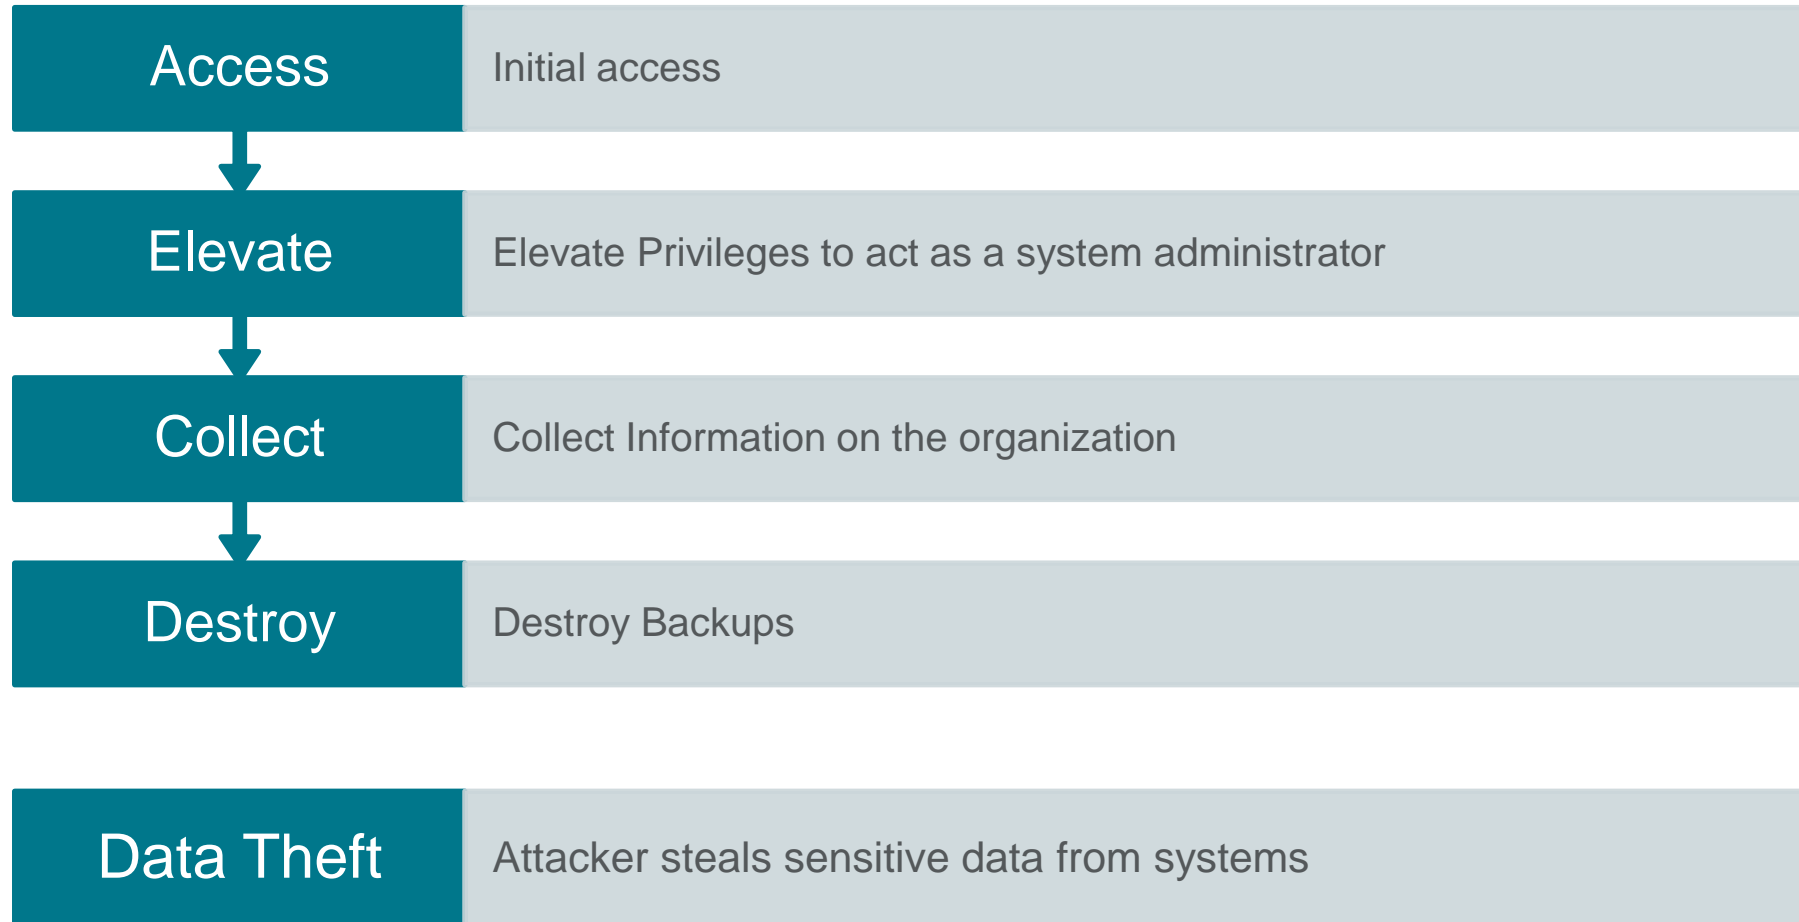 Access
Initial access
Elevate
Elevate Privileges to act as a system administrator
Collect
Collect Information on the organization
Destroy
Destroy Backups
Data Theft
Attacker steals sensitive data from systems